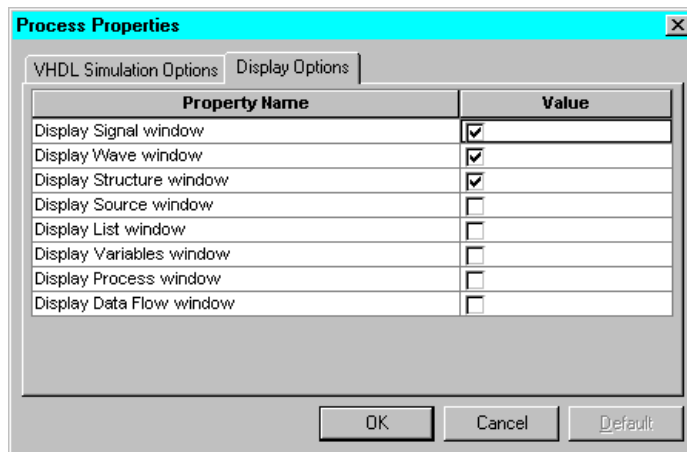 Process Properties
VHDL Simulation Options Display Options
Property Name Value
Display Signal window
Display Wave window
Display Structure window
Display Source window
Display List window
Display Variables window
Display Process window
Display Data Flow window
OK Cancel Default